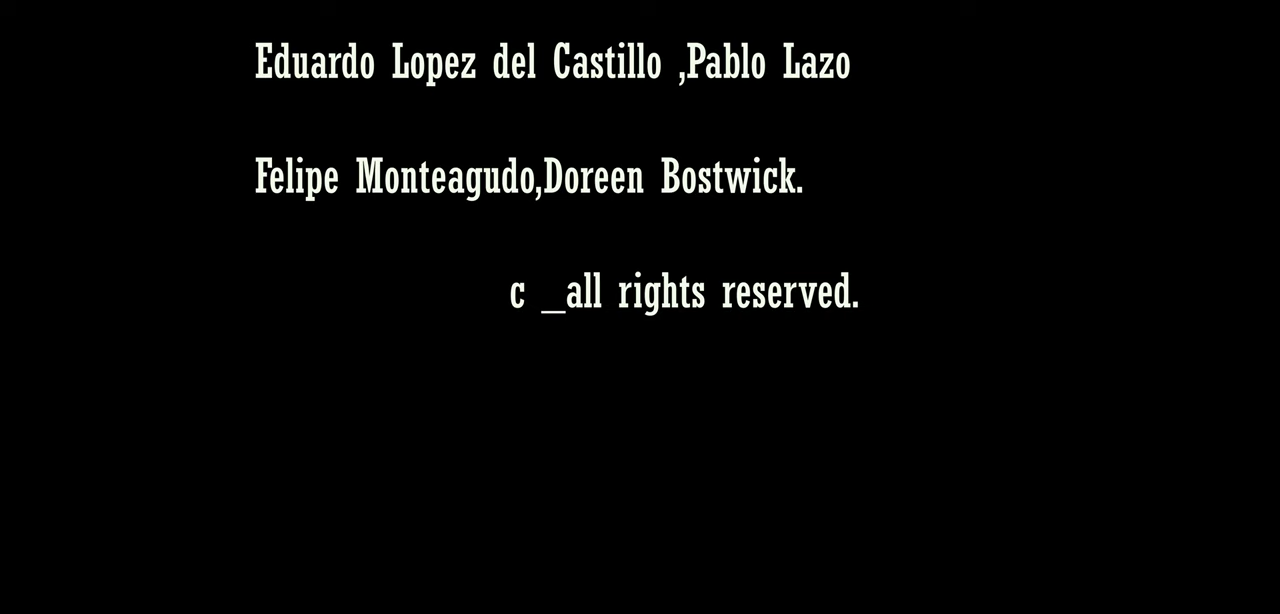 Eduardo Lopez del Castillo ,Pablo Lazo
Felipe Monteagudo,Doreen Bostwick.
c _all rights reserved.